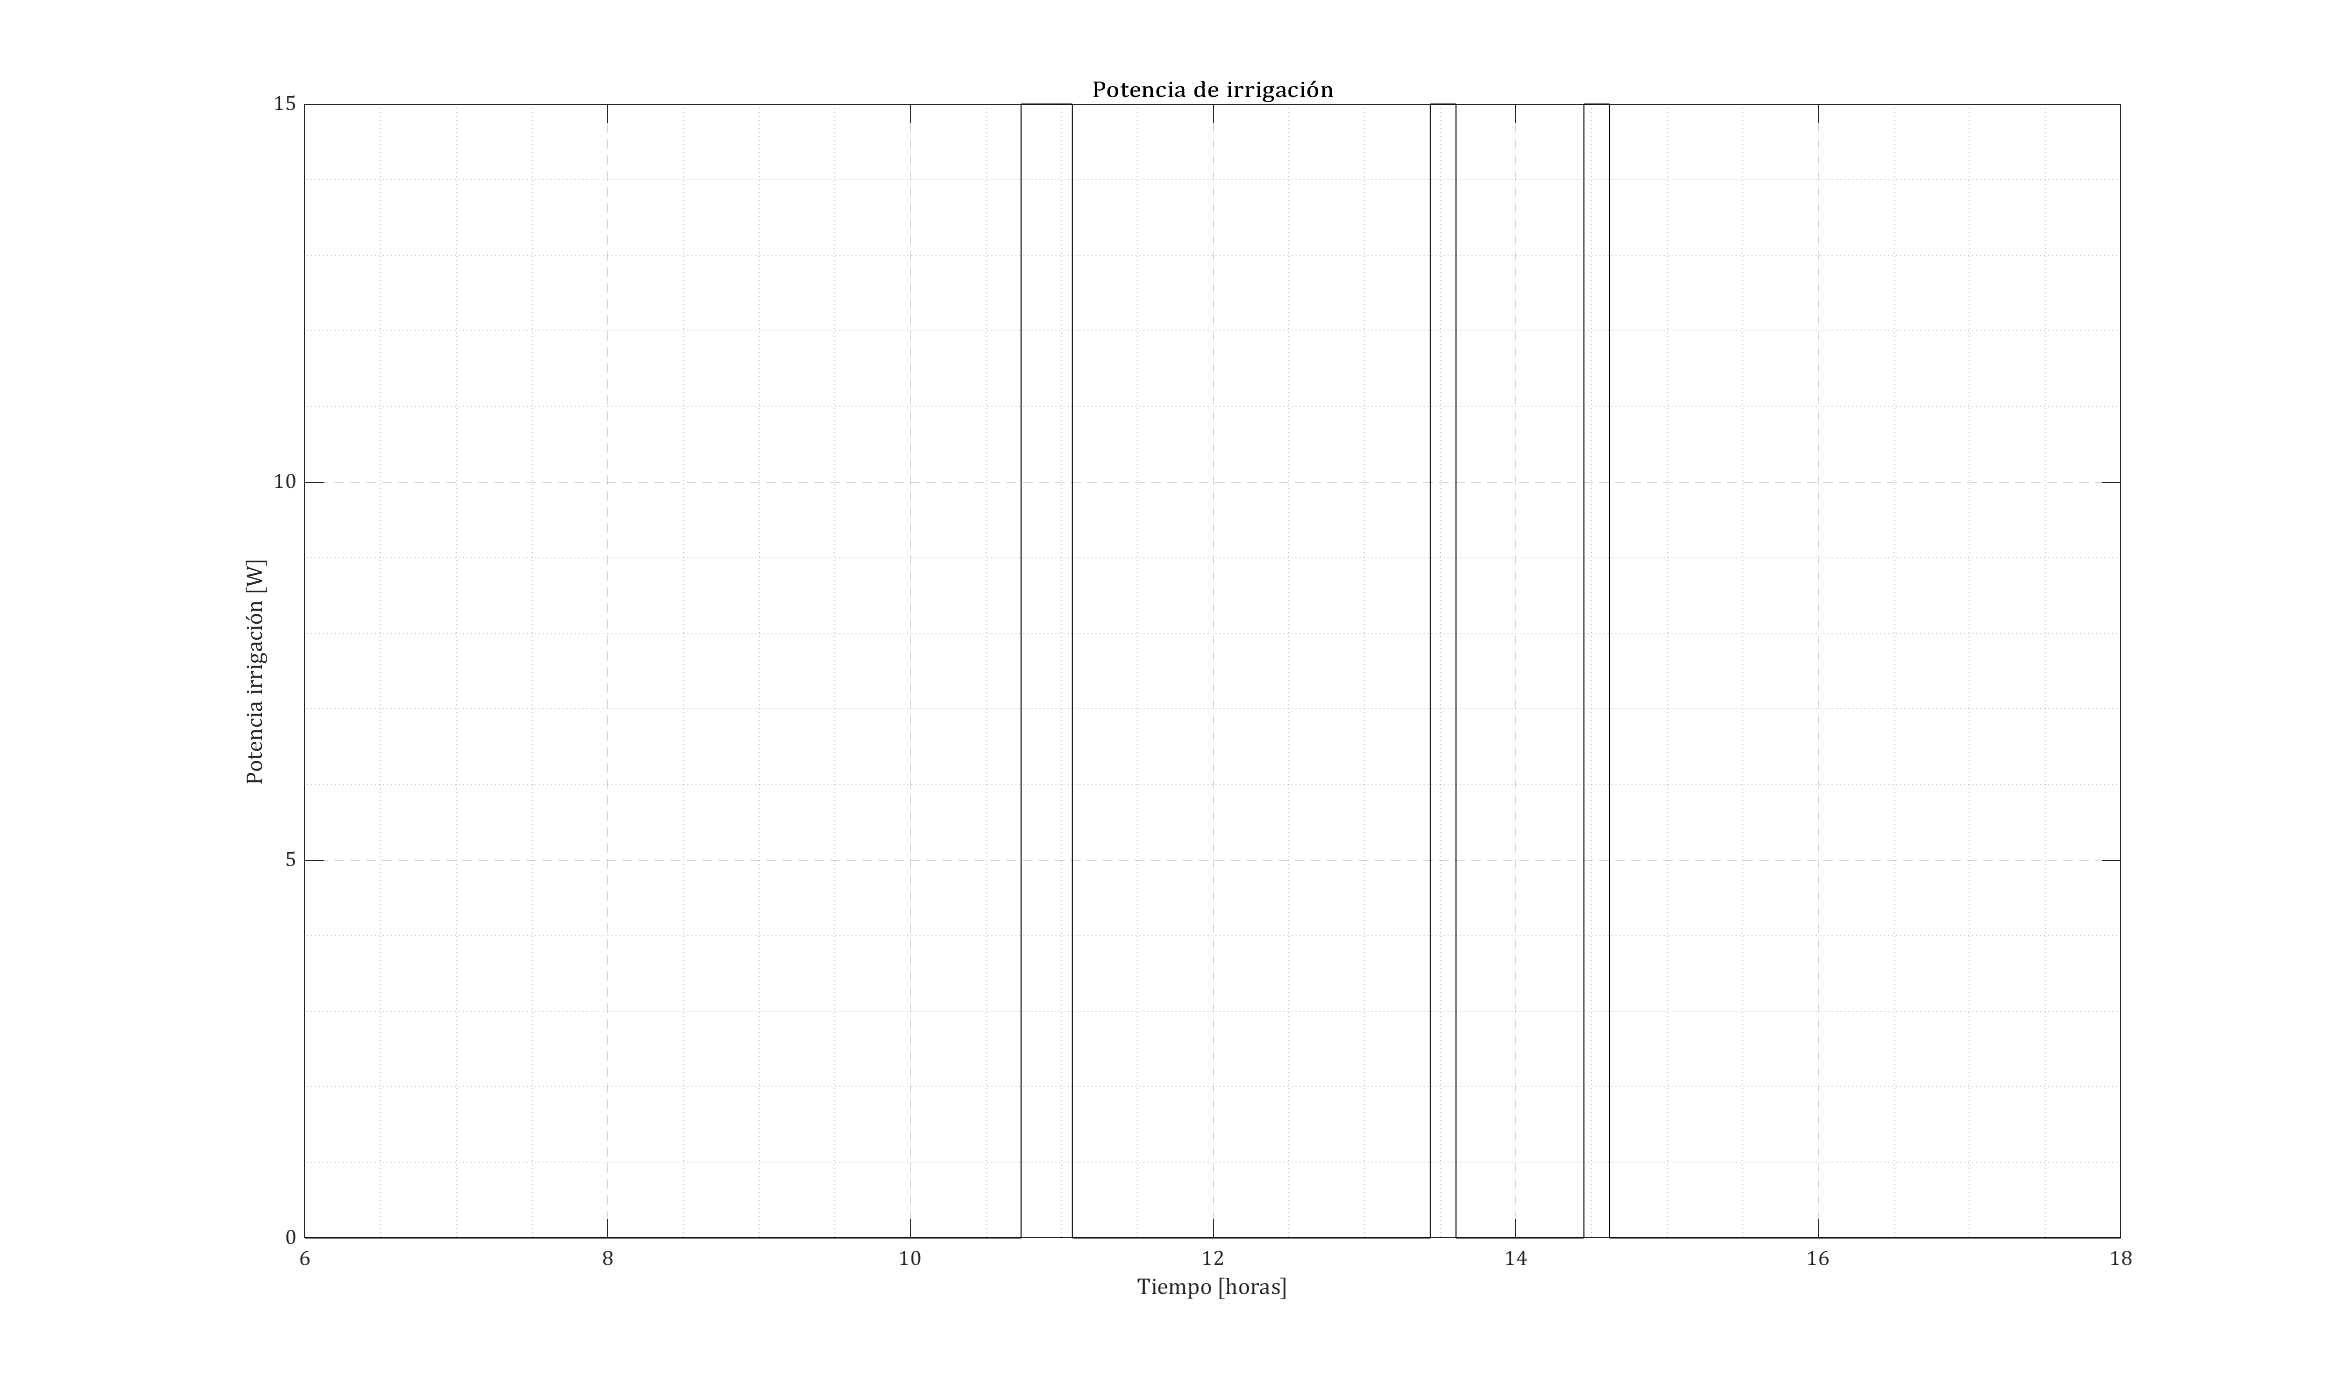 Potencia de irrigación
15
10
5
0
Potencia irrigación [W]
6 8 10 12 14 16 18
Tiempo [horas]